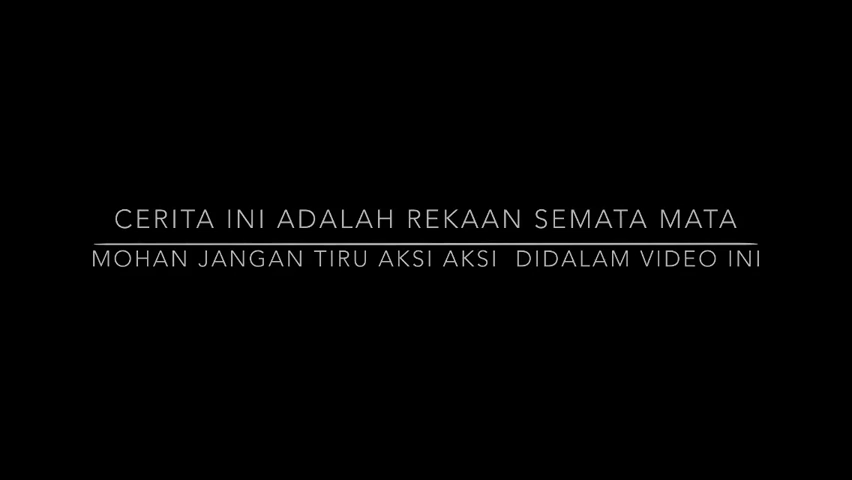 CERITA INI ADALAH REKAAN SEMATA MATA
MOHAN JANGAN TIRU AKSI AKSI DIDALAM VIDEO INI